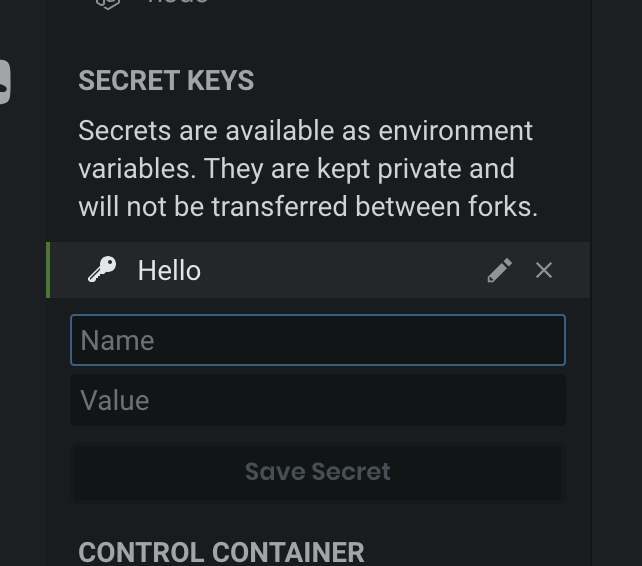 node
SECRET KEYS
Secrets are available as environment
variables. They are kept private and
will not be transferred between forks.
Hello
Name
Value
Save Secret
CONTROL CONTAINER